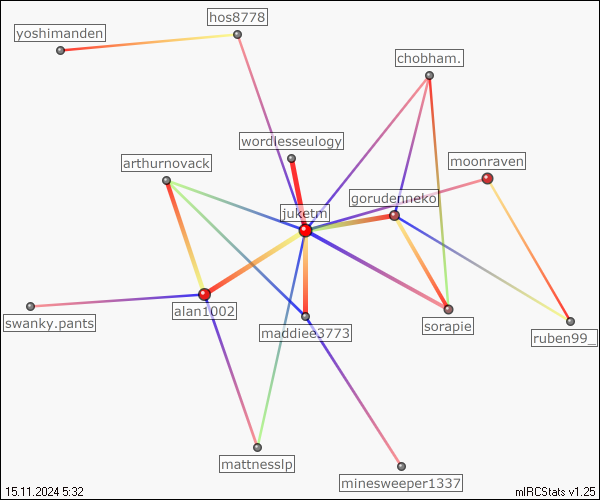 hos8778
yoshimanden
chobham.
wordlesseulogy
arthurnovack
moonraven
gorudenneko
juketm
alan1002
swanky.pants
maddiee3773
sorapie
ruben99_
mattnesslp
minesweeper1337
15.11.2024 5:32
mIRCStats v1.25